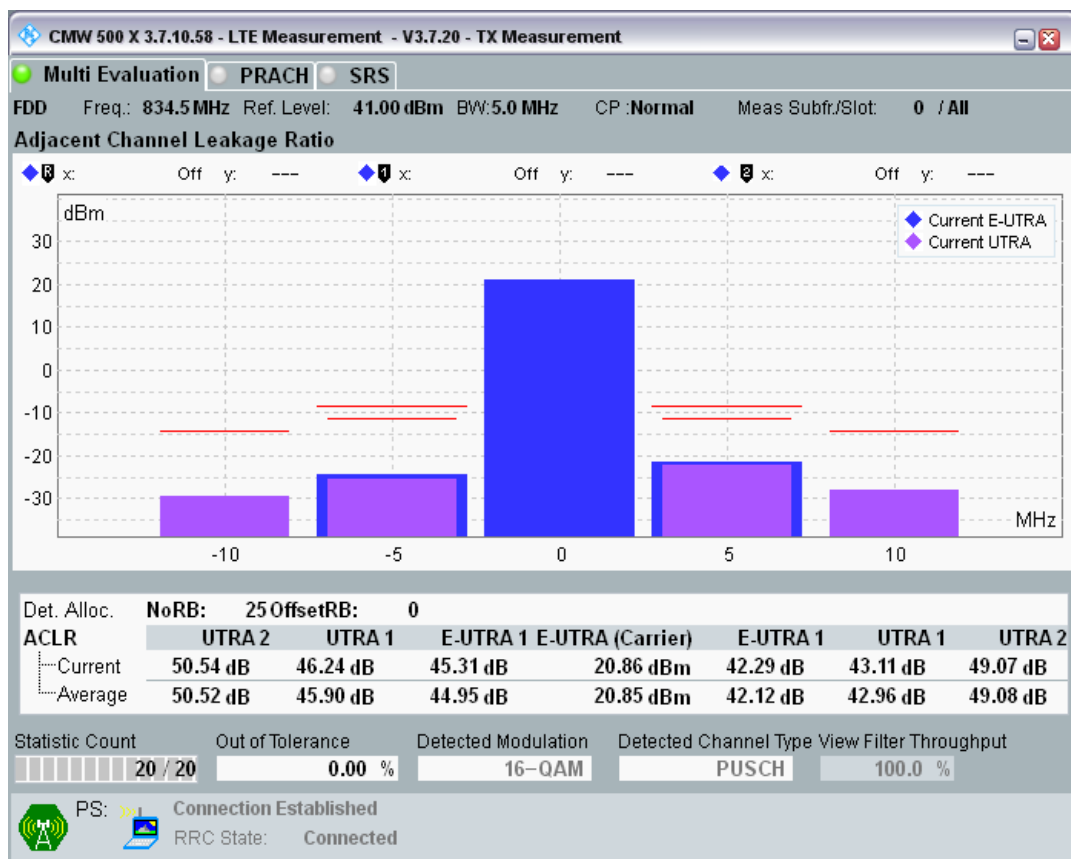 CMW 500 X 3.7.10.58 - LTE Measurement - V3.7.20 - TX Measurement
Multi Evaluation PRACH SRS
FDD Freq.: 834.5 MHz Ref. Level: 41.00 dBm BW:5.0 MHz CP :Normal Meas Subfr./Slot: 0 / All
Adjacent Channel Leakage Ratio
R x: Off y: --- 1 x: Off y: --- 2 x: Off y: ---
dBm
Current E-UTRA
Current UTRA
30
20
10
0
-10
-20
-30
MHz
-10 -5 0 5 10
Det. Alloc. NoRB: 25 OffsetRB: 0
ACLR UTRA 2 UTRA 1 E-UTRA 1 E-UTRA (Carrier) E-UTRA 1 UTRA 1 UTRA 2
Current 50.54 dB 46.24 dB 45.31 dB 20.86 dBm 42.29 dB 43.11 dB 49.07 dB
Average 50.52 dB 45.90 dB 44.95 dB 20.85 dBm 42.12 dB 42.96 dB 49.08 dB
Statistic Count Out of Tolerance Detected Modulation Detected Channel Type View Filter Throughput
20 / 20 0.00 % 16-QAM PUSCH 100.0 %
PS: Connection Established
RRC State: Connected